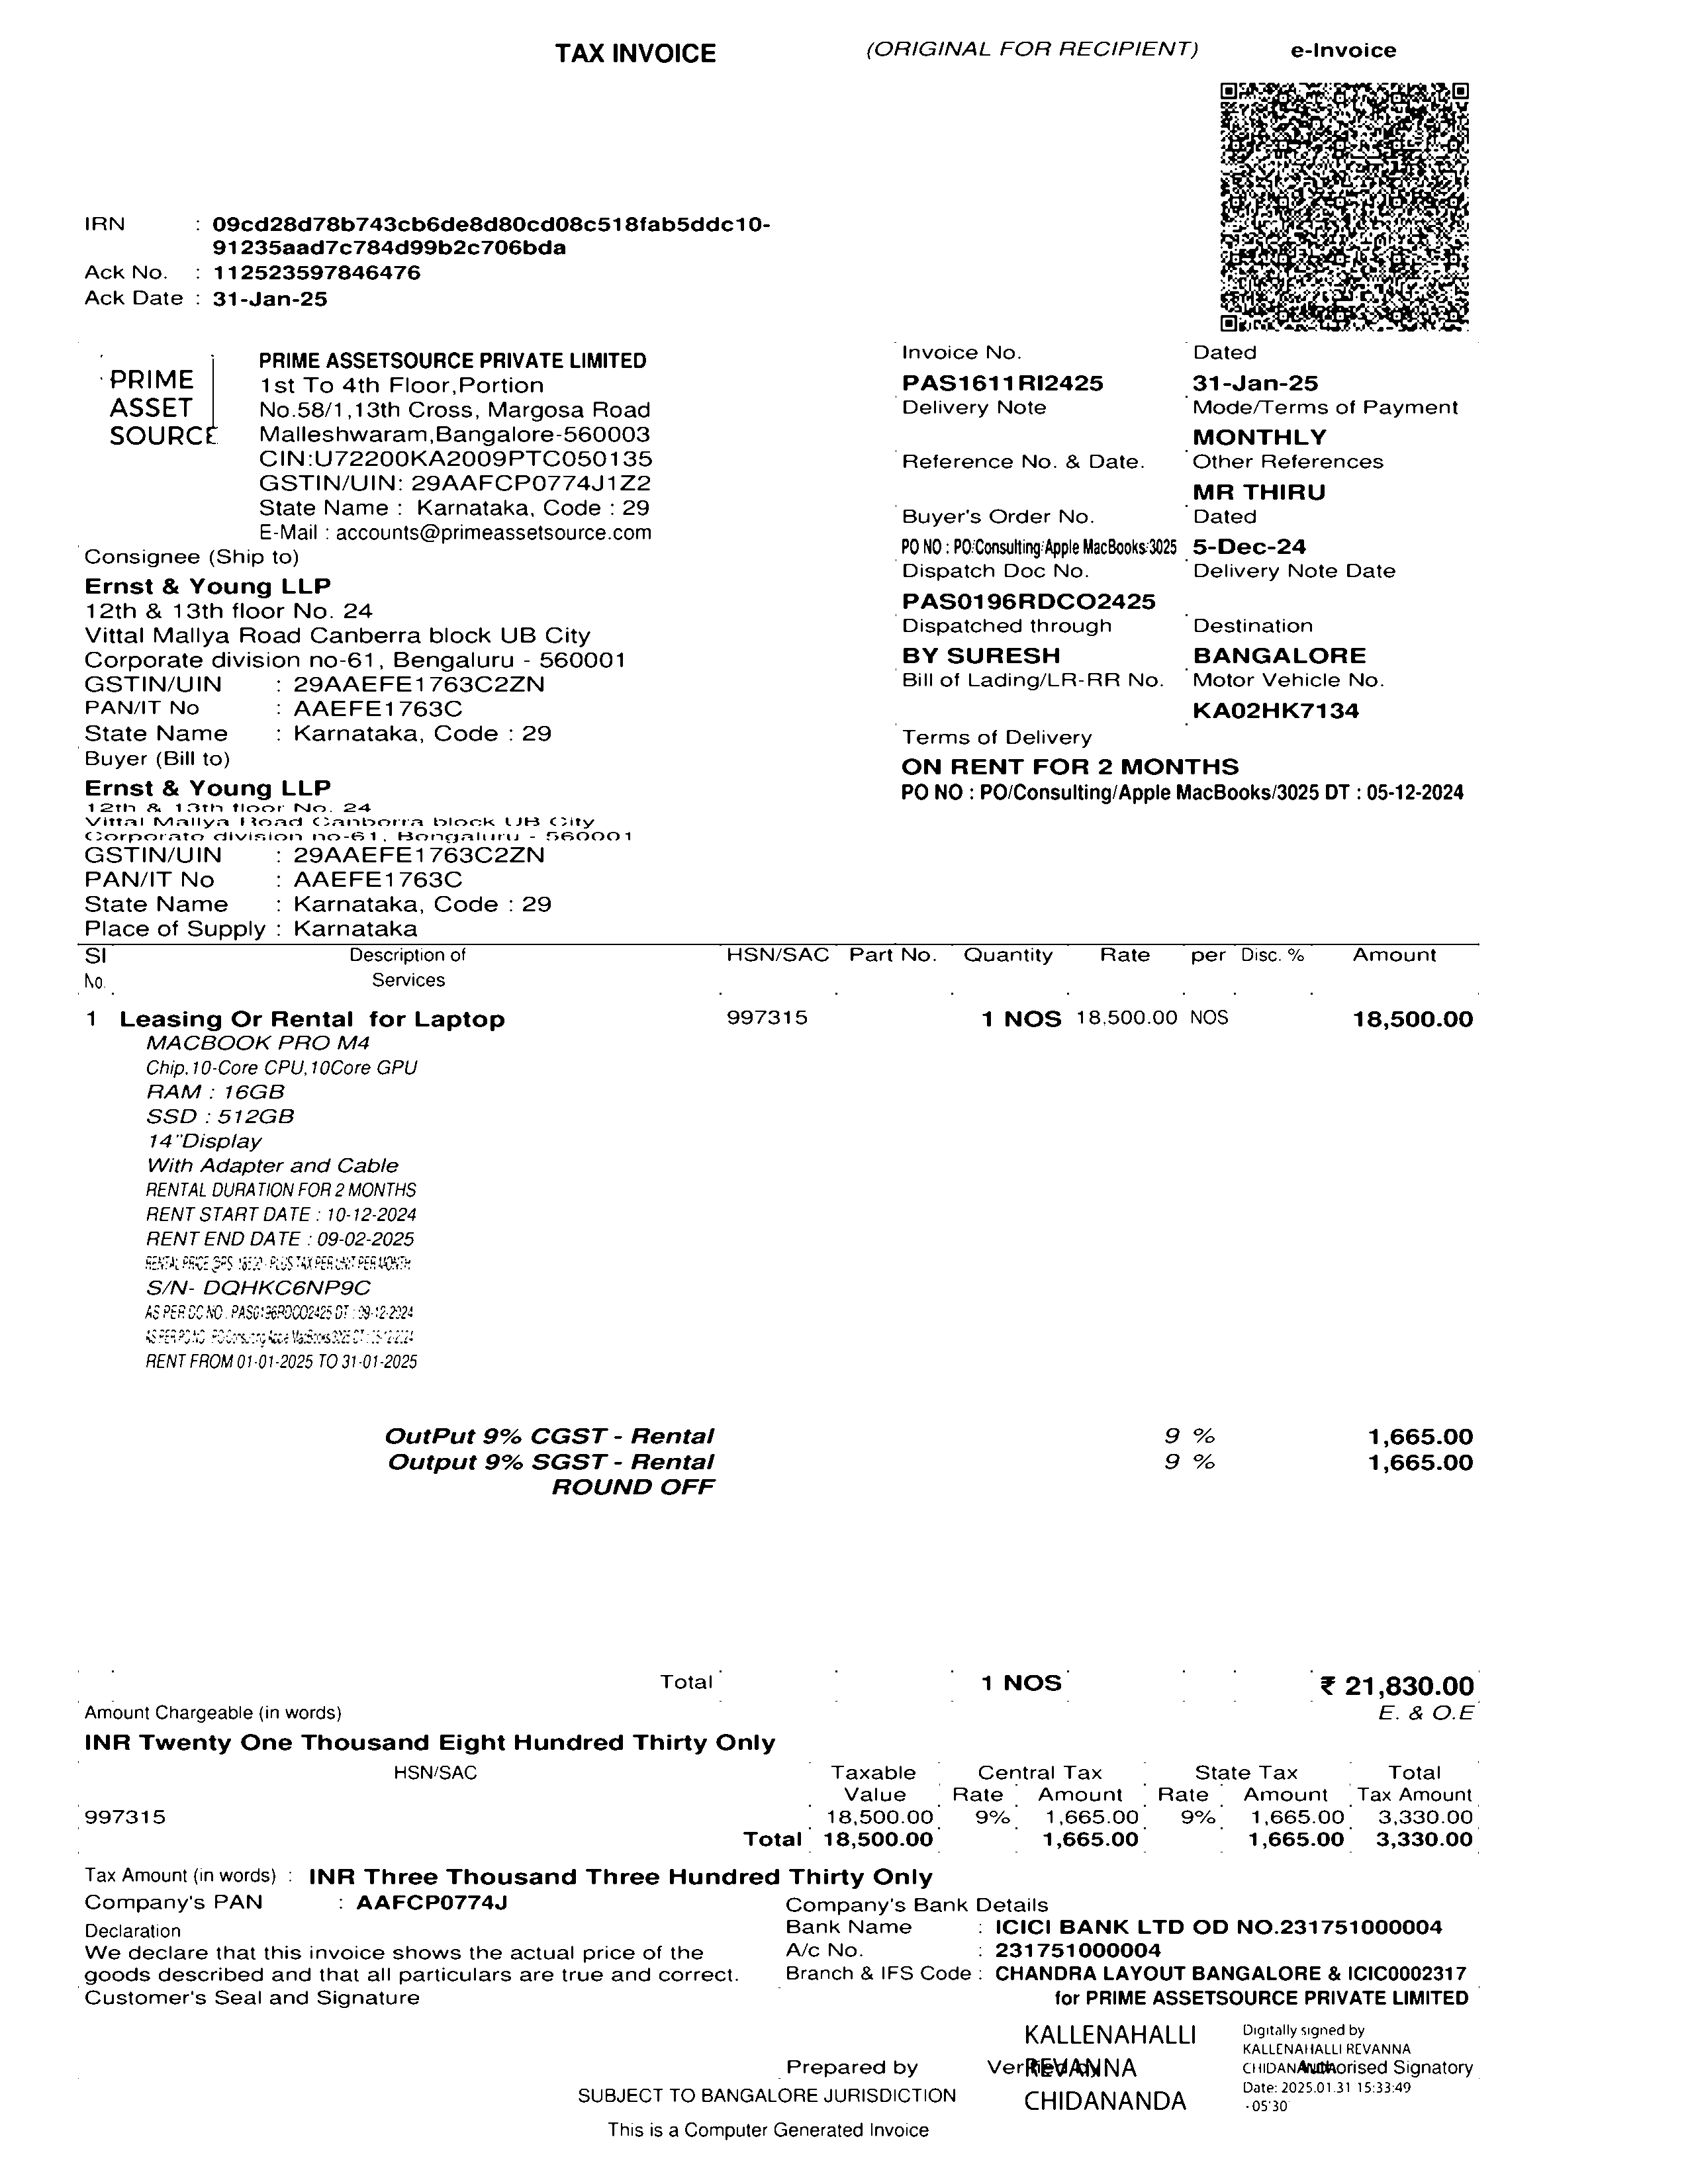 TAX INVOICE (ORIGINAL FOR RECIPIENT) e-Invoice
IRN : 09cd28d78b743cb6de8d80cd08c518fab5ddc10-
91235aad7c784d99b2c706bda
Ack No. : 112523597846476
Ack Date : 31-Jan-25
PRIME
ASSET
SOURCE
PRIME ASSETSOURCE PRIVATE LIMITED
1st To 4th Floor,Portion
No.58/1,13th Cross, Margosa Road
Malleshwaram,Bangalore-560003
CIN:U72200KA2009PTC050135
GSTIN/UIN: 29AAFCP0774J1Z2
State Name : Karnataka, Code : 29
E-Mail : accounts@primeassetsource.com
Consignee (Ship to)
Ernst & Young LLP
12th & 13th floor No. 24
Vittal Mallya Road Canberra block UB City
Corporate division no-61, Bengaluru - 560001
GSTIN/UIN : 29AAEFE1763C2ZN
PAN/IT No : AAEFE1763C
State Name : Karnataka, Code : 29
Buyer (Bill to)
Ernst & Young LLP
12th & 13th floor No. 24
Vittal Mallya Road Canberra block UB City
Corporate division no-61, Bengaluru - 560001
GSTIN/UIN : 29AAEFE1763C2ZN
PAN/IT No : AAEFE1763C
State Name : Karnataka, Code : 29
Place of Supply : Karnataka
Invoice No. Dated
PAS1611RI2425 31-Jan-25
Delivery Note Mode/Terms of Payment
MONTHLY
Reference No. & Date. Other References
MR THIRU
Buyer's Order No. Dated
PO NO : PO/Consulting/Apple MacBooks/3025 5-Dec-24
Dispatch Doc No. Delivery Note Date
PAS0196RDCO2425
Dispatched through Destination
BY SURESH BANGALORE
Bill of Lading/LR-RR No. Motor Vehicle No.
KA02HK7134
Terms of Delivery
ON RENT FOR 2 MONTHS
PO NO : PO/Consulting/Apple MacBooks/3025 DT : 05-12-2024
SI Description of HSN/SAC Part No. Quantity Rate per Disc. % Amount
No. Services
1 Leasing Or Rental for Laptop 997315 1 NOS 18,500.00 NOS 18,500.00
MACBOOK PRO M4
Chip,10-Core CPU,10Core GPU
RAM : 16GB
SSD : 512GB
14"Display
With Adapter and Cable
RENTAL DURATION FOR 2 MONTHS
RENT START DATE : 10-12-2024
RENT END DATE : 09-02-2025
RENTAL PRICE PLUS TAX PER UNIT PER MONTH
S/N- DQHKC6NP9C
AS PER DC NO : PAS0196RDCO2425 DT : 09-12-2024
AS PER PO NO : PO/Consulting/Apple MacBooks/3025 DT : 05-12-2024
RENT FROM 01-01-2025 TO 31-01-2025
OutPut 9% CGST - Rental 9 % 1,665.00
Output 9% SGST - Rental 9 % 1,665.00
ROUND OFF
Total 1 NOS ₹ 21,830.00
Amount Chargeable (in words) E. & O.E
INR Twenty One Thousand Eight Hundred Thirty Only
HSN/SAC Taxable Central Tax State Tax Total
Value Rate Amount Rate Amount Tax Amount
997315 18,500.00 9% 1,665.00 9% 1,665.00 3,330.00
Total 18,500.00 1,665.00 1,665.00 3,330.00
Tax Amount (in words) : INR Three Thousand Three Hundred Thirty Only
Company's PAN : AAFCP0774J
Declaration
We declare that this invoice shows the actual price of the
goods described and that all particulars are true and correct.
Customer's Seal and Signature
Company's Bank Details
Bank Name : ICICI BANK LTD OD NO.231751000004
A/c No. : 231751000004
Branch & IFS Code : CHANDRA LAYOUT BANGALORE & ICIC0002317
for PRIME ASSETSOURCE PRIVATE LIMITED
KALLENAHALLI
REVANNA
CHIDANANDA
Digitally signed by
KALLENAHALLI REVANNA
Date: 2025.01.31 15:33:49
Prepared by Verified by Authorised Signatory
SUBJECT TO BANGALORE JURISDICTION
This is a Computer Generated Invoice